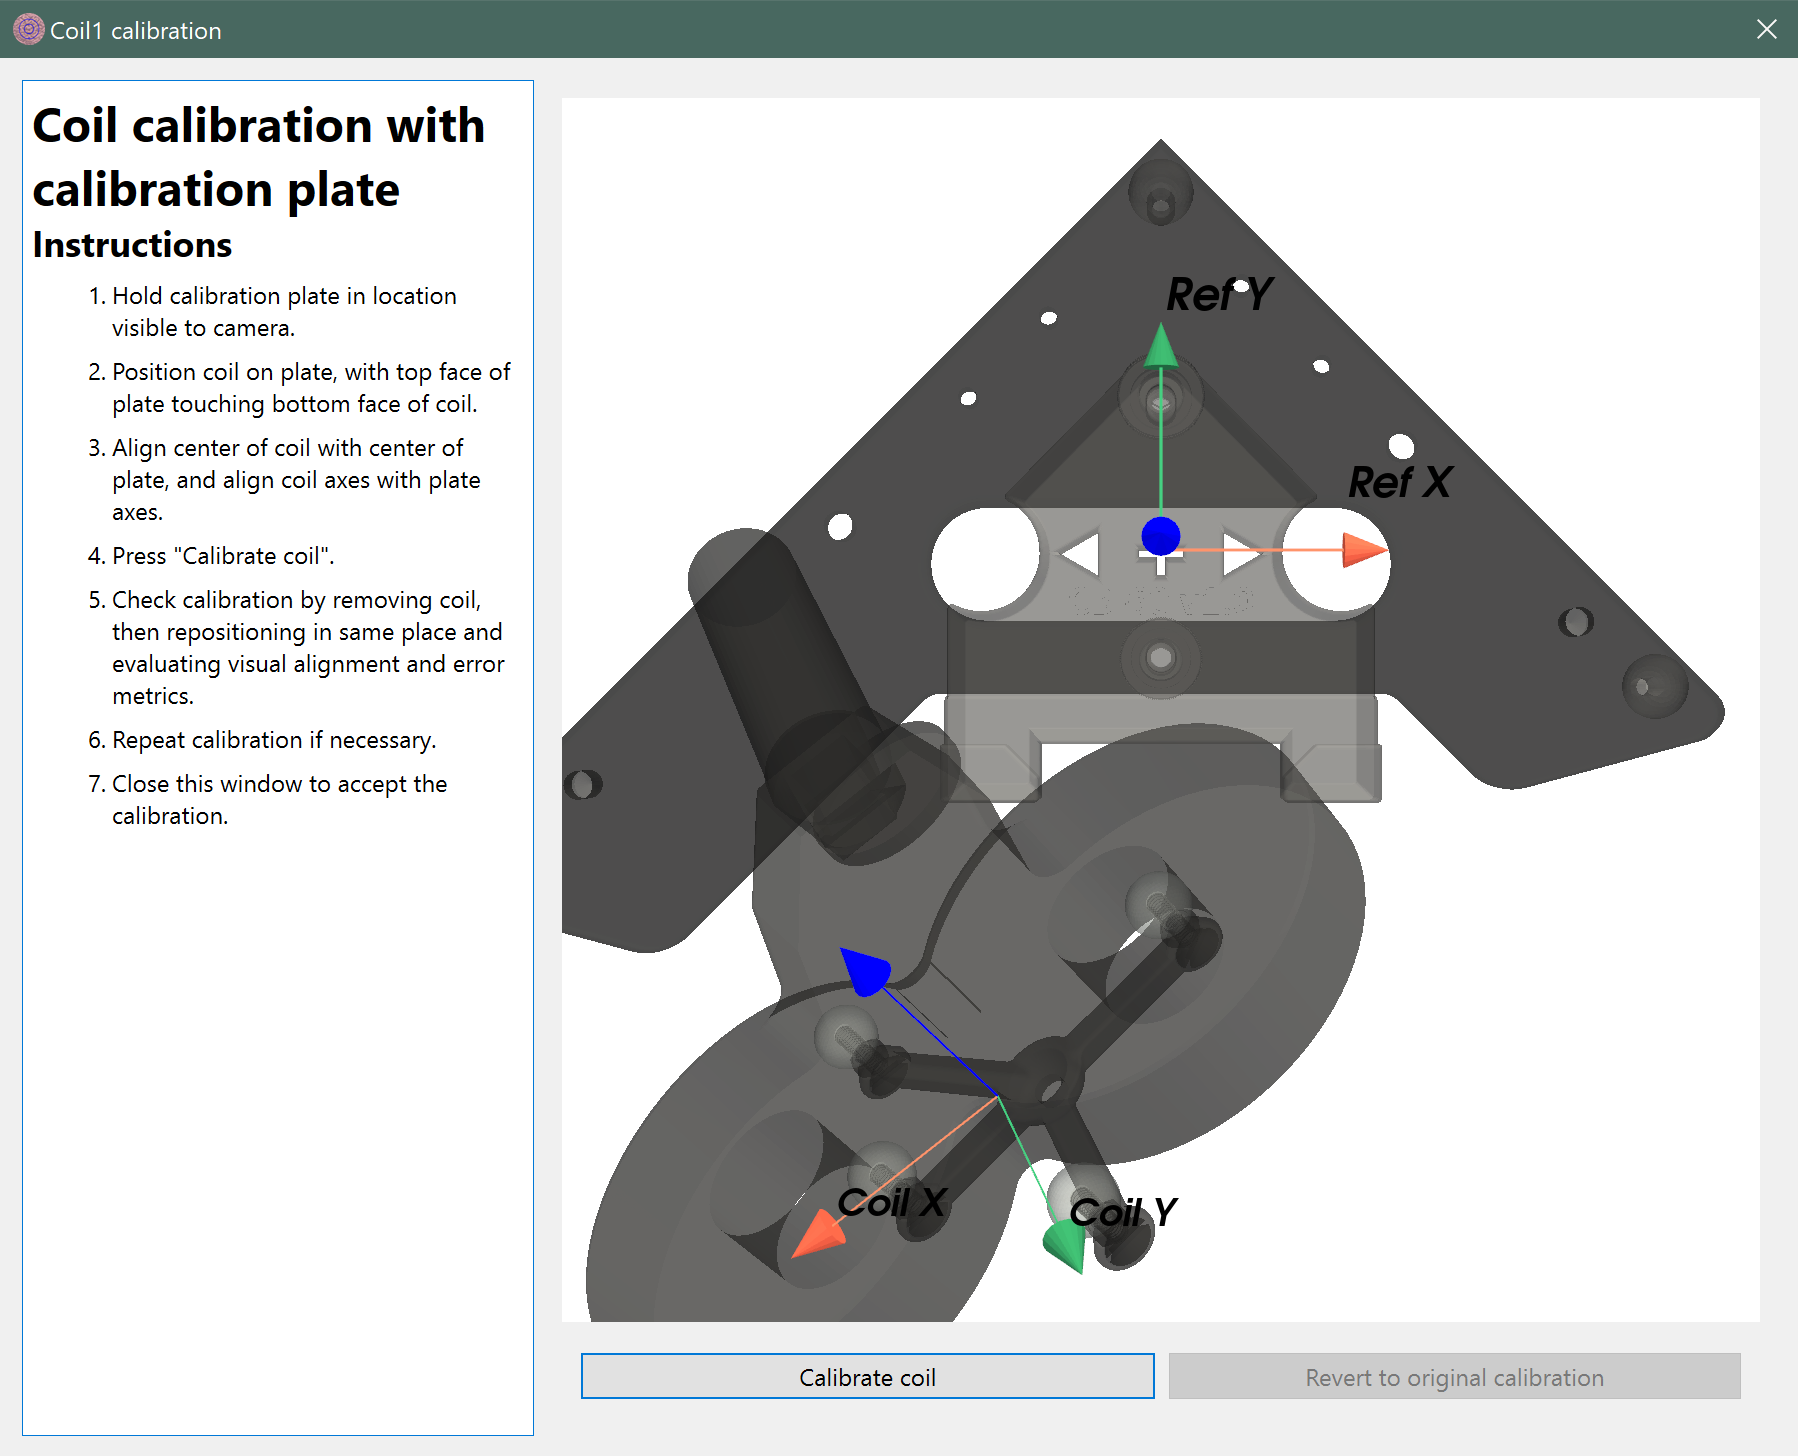 Coil1 calibration
Coil calibration with
calibration plate
Instructions
1. Hold calibration plate in location
visible to camera.
2. Position coil on plate, with top face of
plate touching bottom face of coil.
3. Align center of coil with center of
plate, and align coil axes with plate
axes.
4. Press "Calibrate coil".
5. Check calibration by removing coil,
then repositioning in same place and
evaluating visual alignment and error
metrics.
6. Repeat calibration if necessary.
7. Close this window to accept the
calibration.
Ref Y
Ref X
Coil X
Coil Y
Calibrate coil
Revert to original calibration